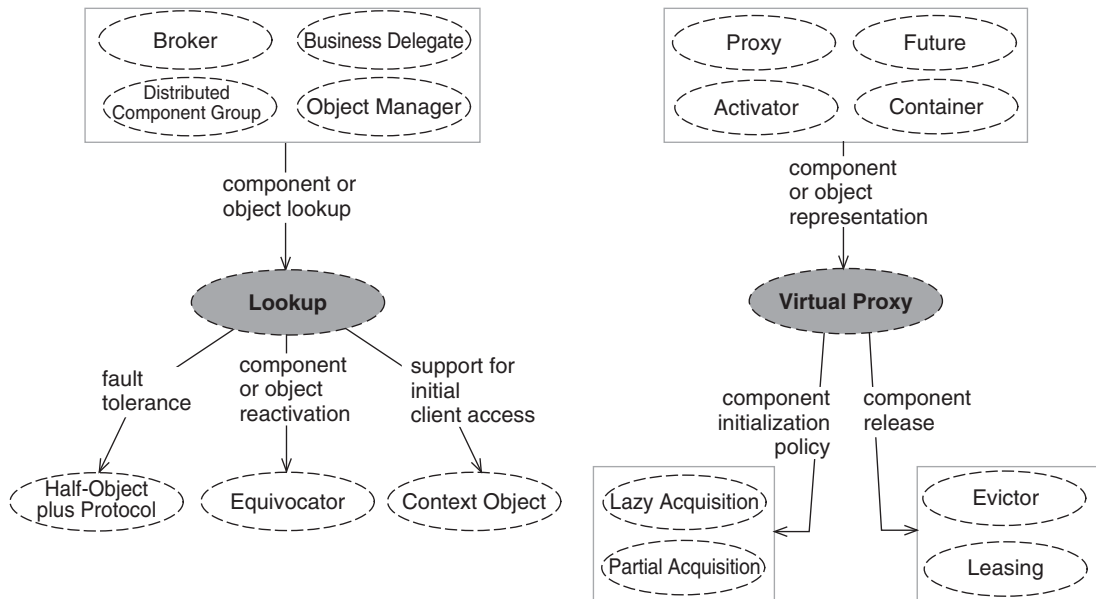 Broker
Business Delegate
Distributed
Component Group
Object Manager
component or
object lookup
Lookup
fault
tolerance
component
or object
reactivation
support for
initial
client access
Half-Object
plus Protocol
Equivocator
Context Object
Proxy
Future
Activator
Container
component
or object
representation
Virtual Proxy
component
initialization
policy
component
release
Lazy Acquisition
Partial Acquisition
Evictor
Leasing